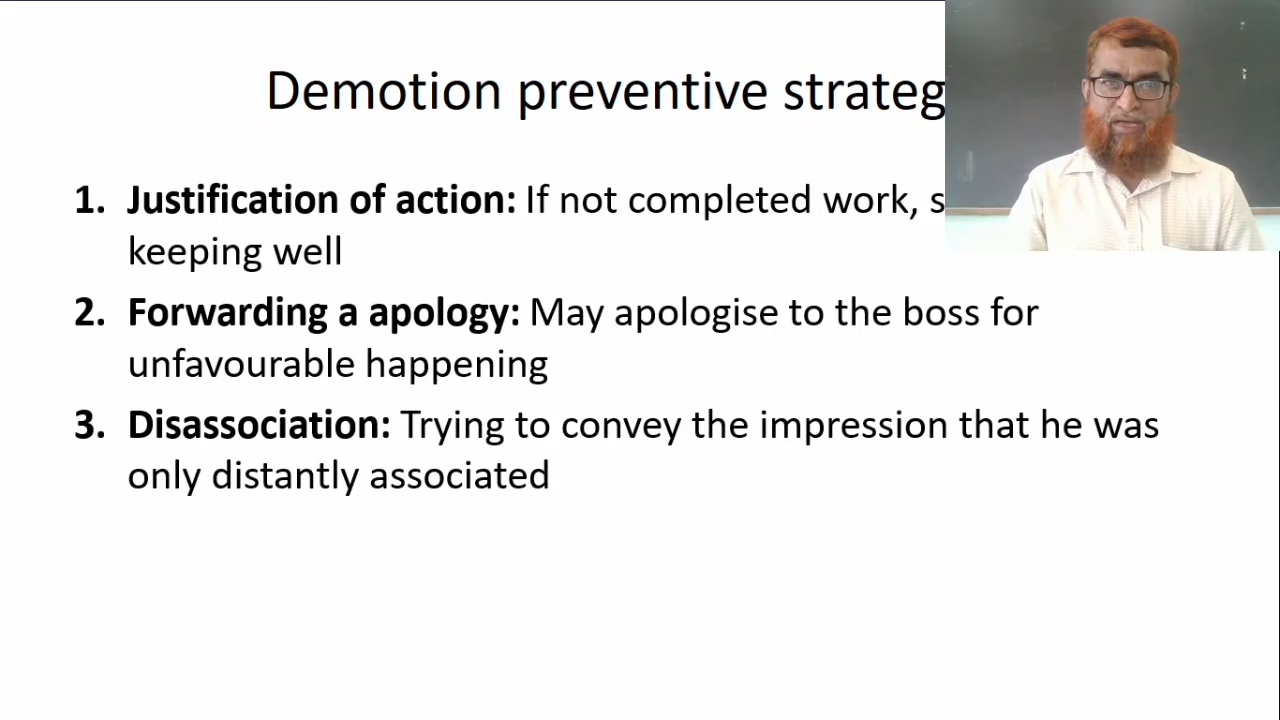 Demotion preventive strateg
1. Justification of action: If not completed work, s
keeping well
2. Forwarding a apology: May apologise to the boss for
unfavourable happening
3. Disassociation: Trying to convey the impression that he was
only distantly associated